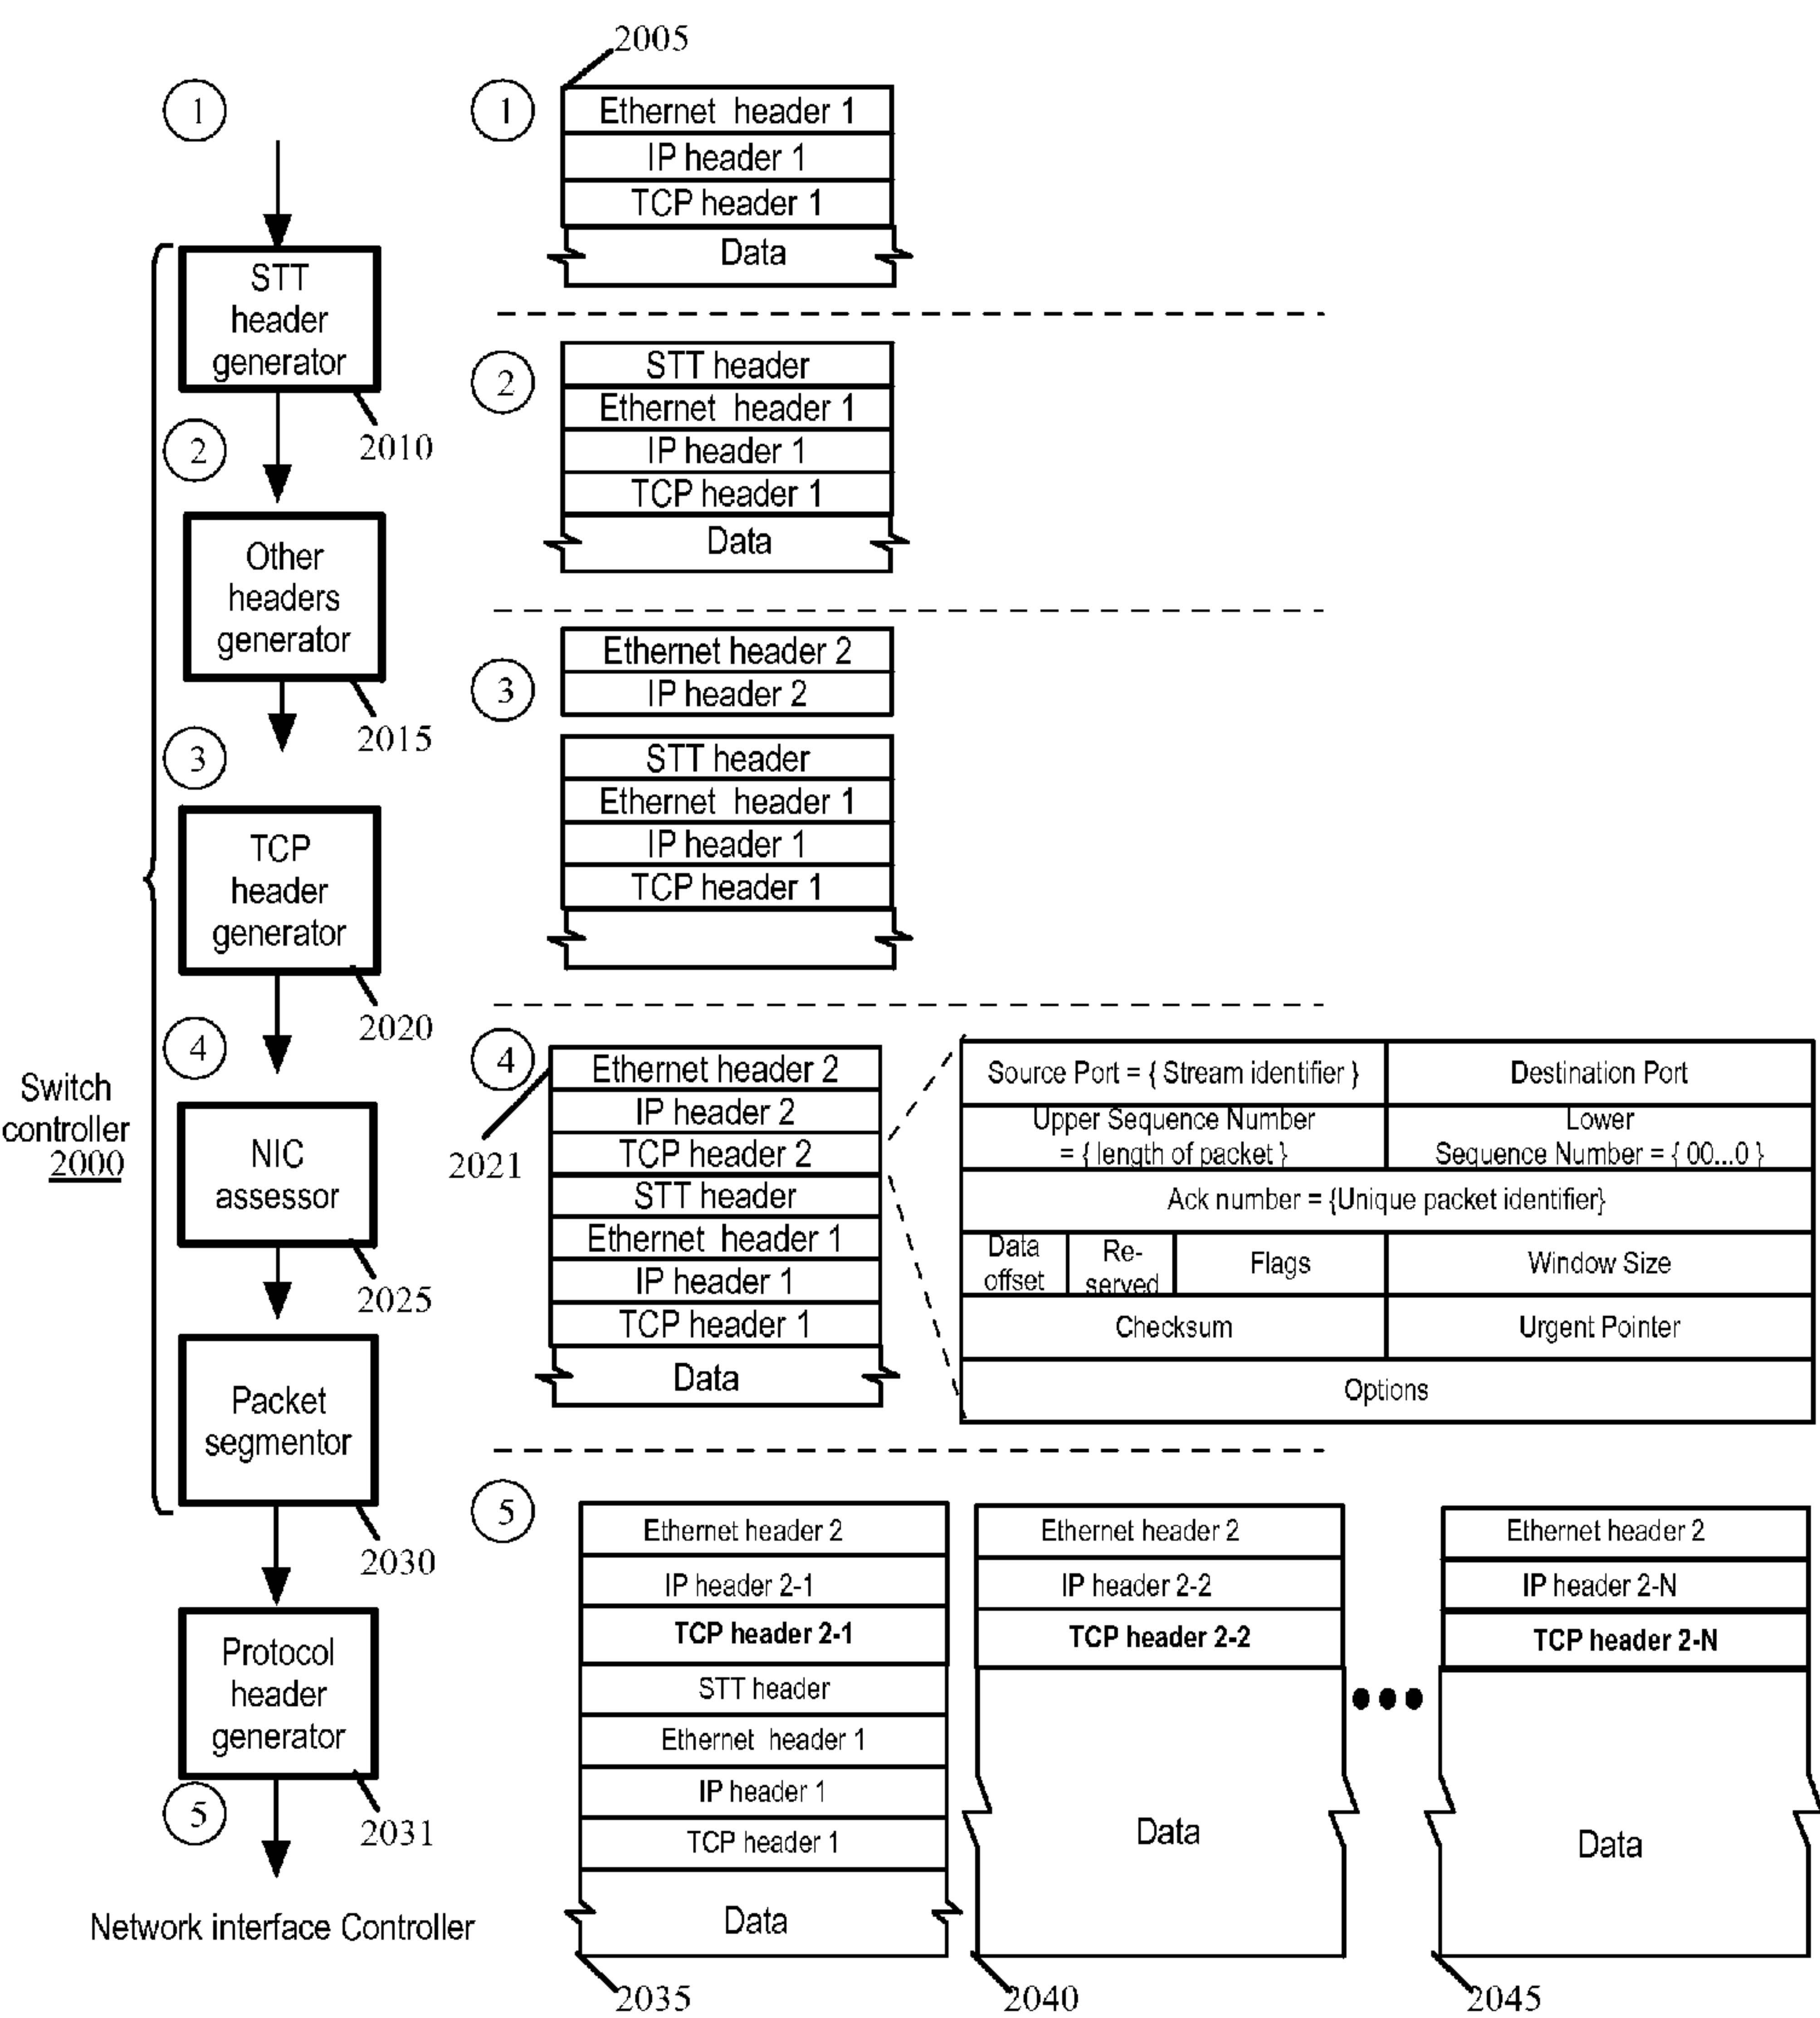 2005
1
1
Ethernet header 1
IP header 1
TCP header 1
Data
STT
header
generator
2010
2
2
STT header
Ethernet header 1
IP header 1
TCP header 1
Data
Other
headers
generator
2015
3
3
Ethernet header 2
IP header 2
STT header
Ethernet header 1
IP header 1
TCP header 1
TCP
header
generator
2020
4
Switch
controller
2000
4
Ethernet header 2
IP header 2
TCP header 2
STT header
Ethernet header 1
IP header 1
TCP header 1
Data
2021
Source Port = { Stream identifier }
Destination Port
Upper Sequence Number
= { length of packet }
Lower
Sequence Number = { 00...0 }
Ack number = {Unique packet identifier}
Data
offset
Re-
served
Flags
Window Size
Checksum
Urgent Pointer
Options
NIC
assessor
2025
Packet
segmentor
2030
Protocol
header
generator
2031
5
Network interface Controller
5
Ethernet header 2
IP header 2-1
TCP header 2-1
STT header
Ethernet header 1
IP header 1
TCP header 1
Data
2035
Ethernet header 2
IP header 2-2
TCP header 2-2
Data
2040
Ethernet header 2
IP header 2-N
TCP header 2-N
Data
2045